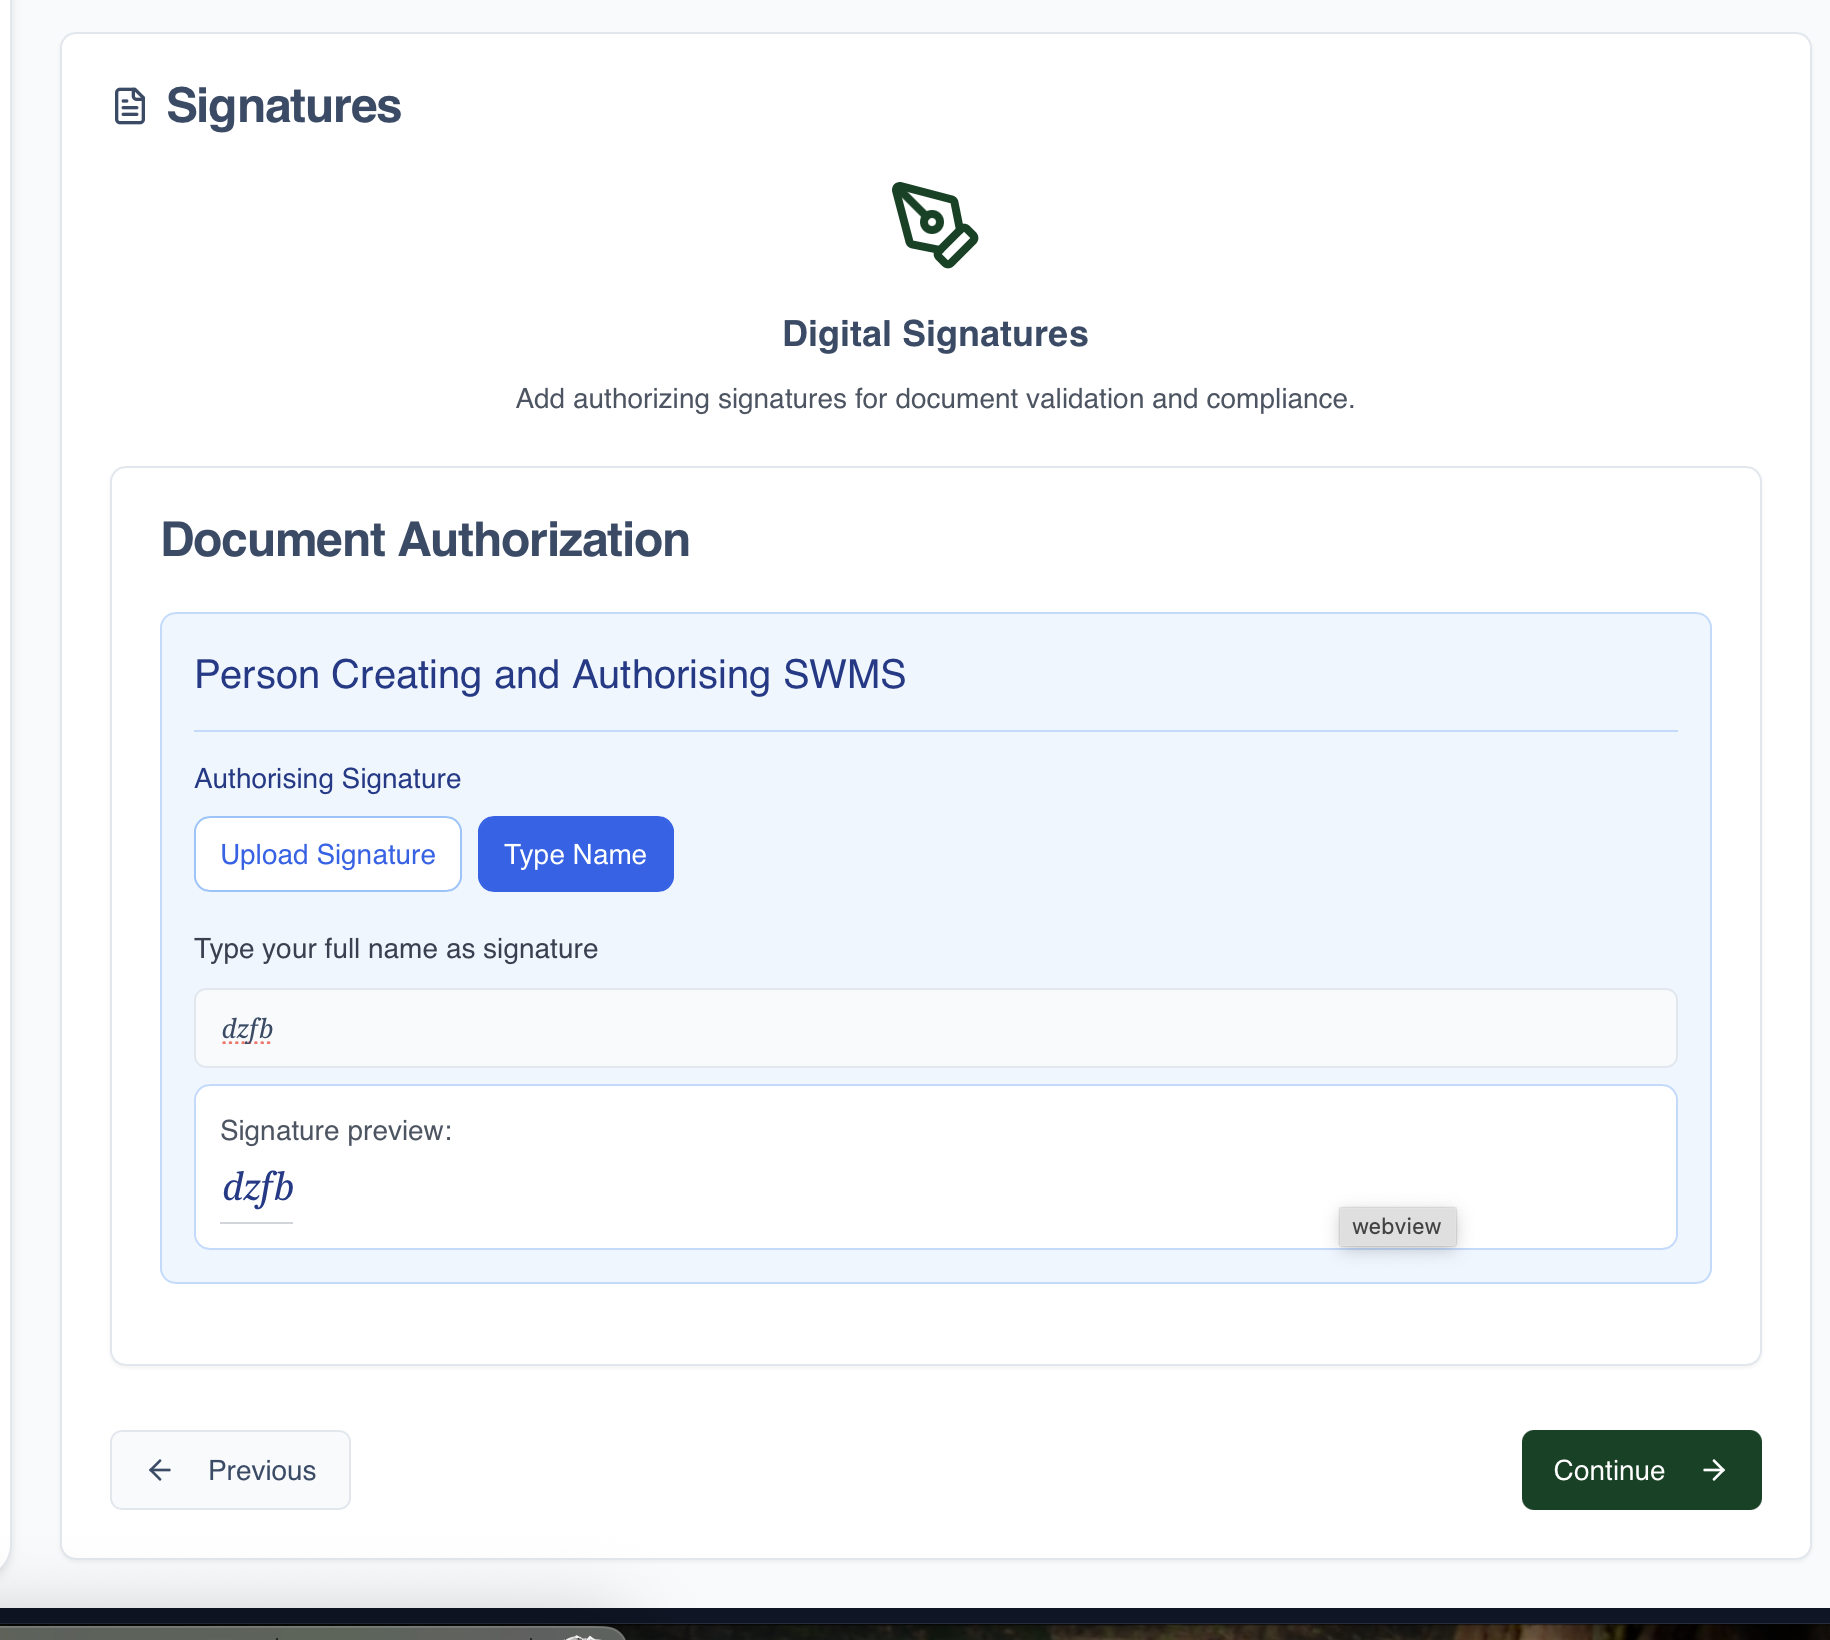 Signatures
Digital Signatures
Add authorizing signatures for document validation and compliance.
Document Authorization
Person Creating and Authorising SWMS
Authorising Signature
Upload Signature Type Name
Type your full name as signature
dzfb
Signature preview:
dzfb
webview
Previous Continue